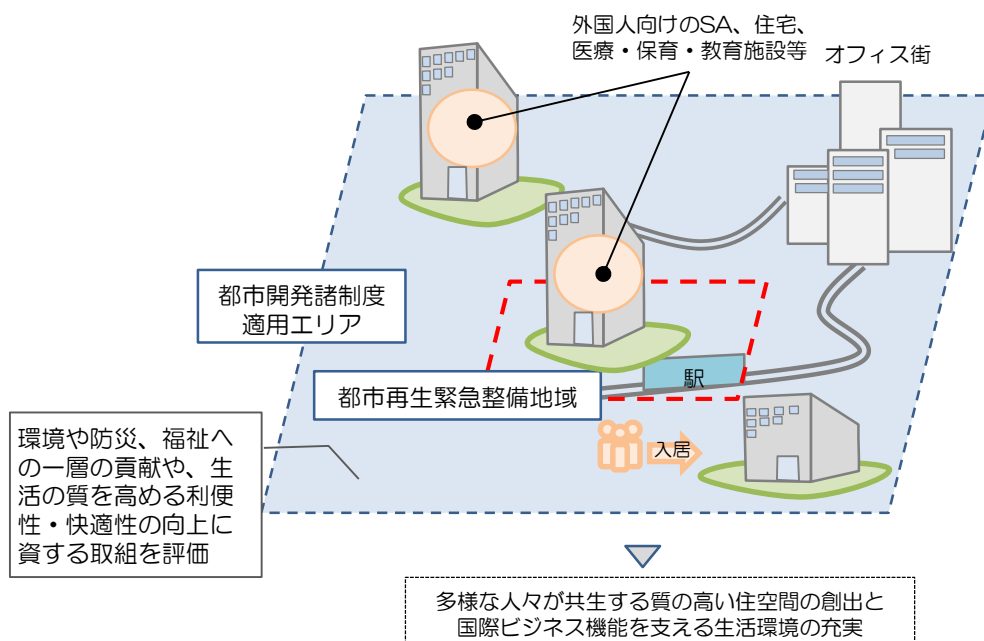 外国人向けのSA、住宅、
医療・保育・教育施設等
オフィス街
都市開発諸制度
適用エリア
都市再生緊急整備地域
駅
環境や防災、福祉へ
の一層の貢献や、生
活の質を高める利便
性・快適性の向上に
資する取組を評価
入居
多様な人々が共生する質の高い住空間の創出と
国際ビジネス機能を支える生活環境の充実